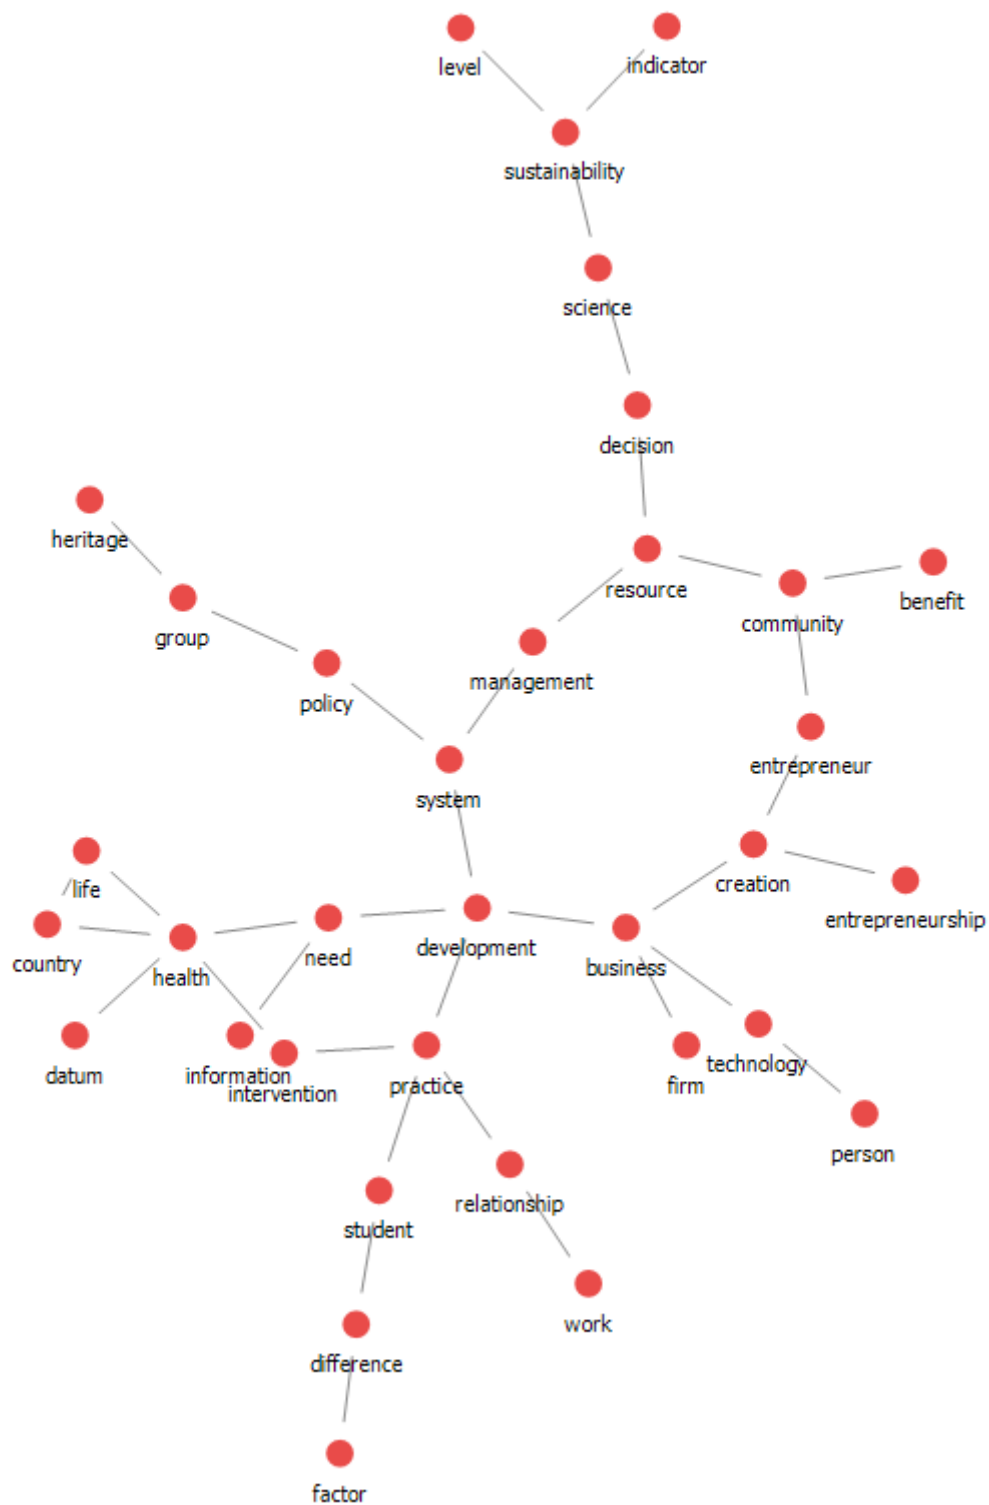 level
indicator
sustainability
science
decision
heritage
resource
benefit
community
group
management
policy
entrepreneur
system
creation
life
entrepreneurship
development
need
country
health
business
technology
information
datum
firm
practice
intervention
person
relationship
student
work
difference
factor